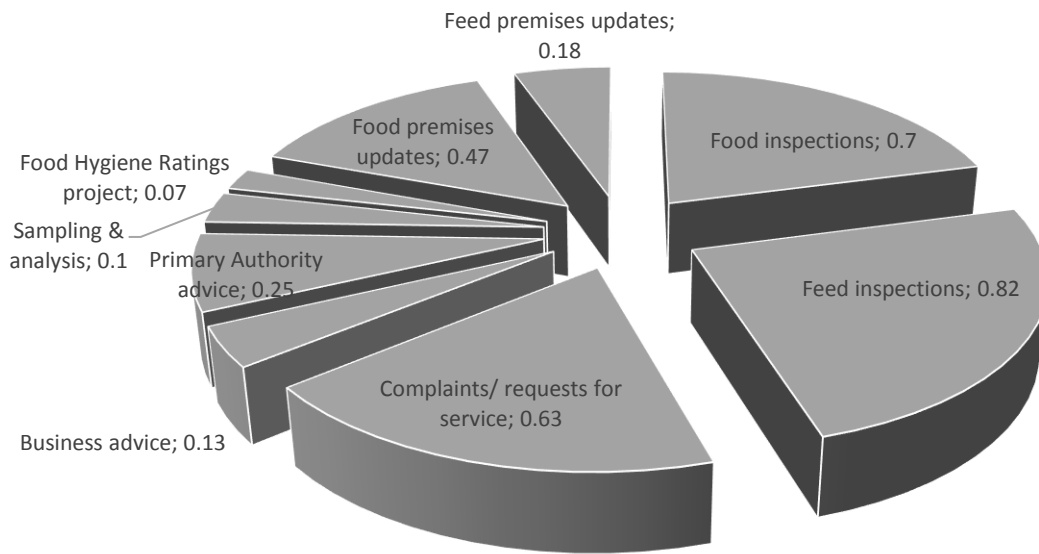 Feed premises updates;
0.18
Food inspections; 0.7
Feed inspections; 0.82
Complaints/ requests for
service; 0.63
Business advice; 0.13
Primary Authority
advice; 0.25
Sampling &
analysis; 0.1
Food Hygiene Ratings
project; 0.07
Food premises
updates; 0.47